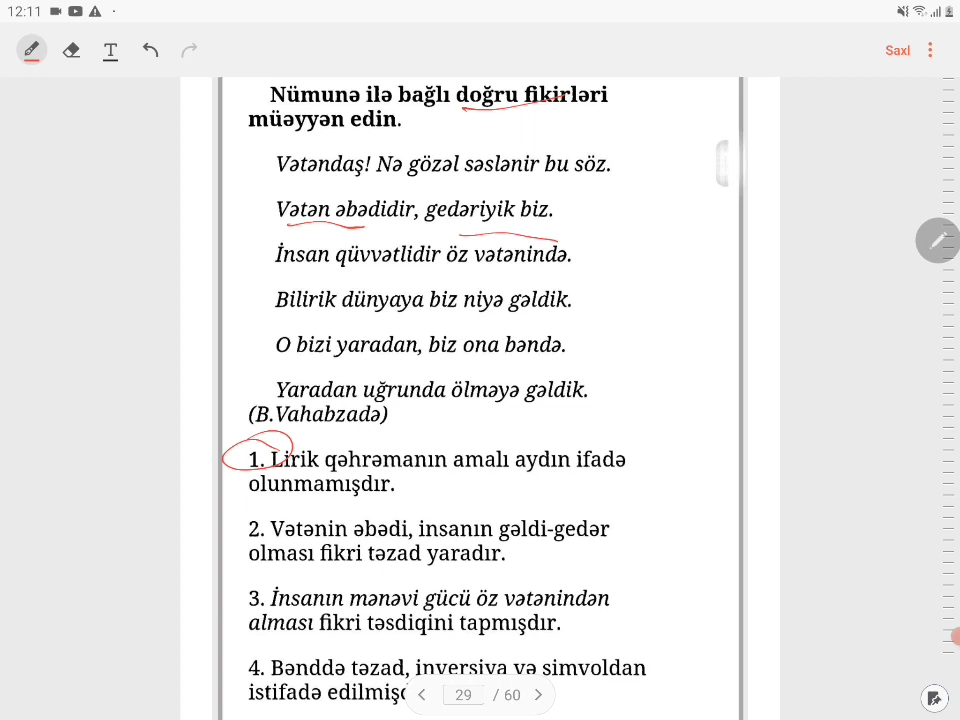 12:11
Saxl
Nümunə ilə bağlı doğru fikirləri
müəyyən edin.
Vətəndaş! Nə gözəl səslənir bu söz.
Vətən əbədidir, gedəriyik biz.
İnsan qüvvətlidir öz vətənində.
Bilirik dünyaya biz niyə gəldik.
O bizi yaradan, biz ona bəndə.
Yaradan uğrunda ölməyə gəldik.
(B.Vahabzadə)
1. Lirik qəhrəmanın amalı aydın ifadə
olunmamışdır.
2. Vətənin əbədi, insanın gəldi-gedər
olması fikri təzad yaradır.
3. İnsanın mənəvi gücü öz vətənindən
alması fikri təsdiqini tapmışdır.
4. Bənddə təzad, inversiya və simvoldan
istifadə
29 / 60